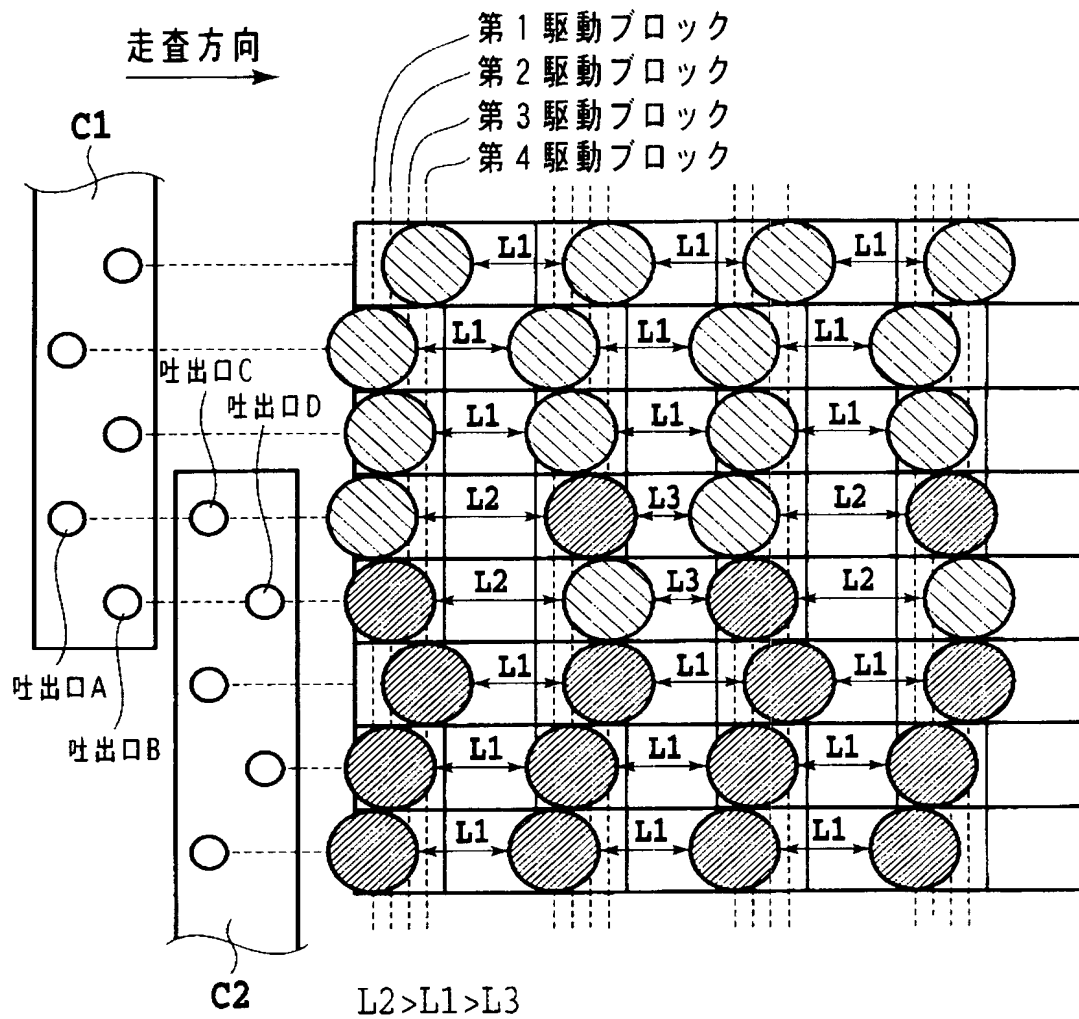 第1駆動ブロック
走査方向
第2駆動ブロック
第3駆動ブロック
第4駆動ブロック
C1
L1 L1 L1
L1 L1 L1
吐出口C
吐出口D
L1 L1 L1
L2 L3 L2
L2 L3 L2
吐出口A
L1 L1 L1
吐出口B
L1 L1 L1
L1 L1 L1
C2
L2>L1>L3